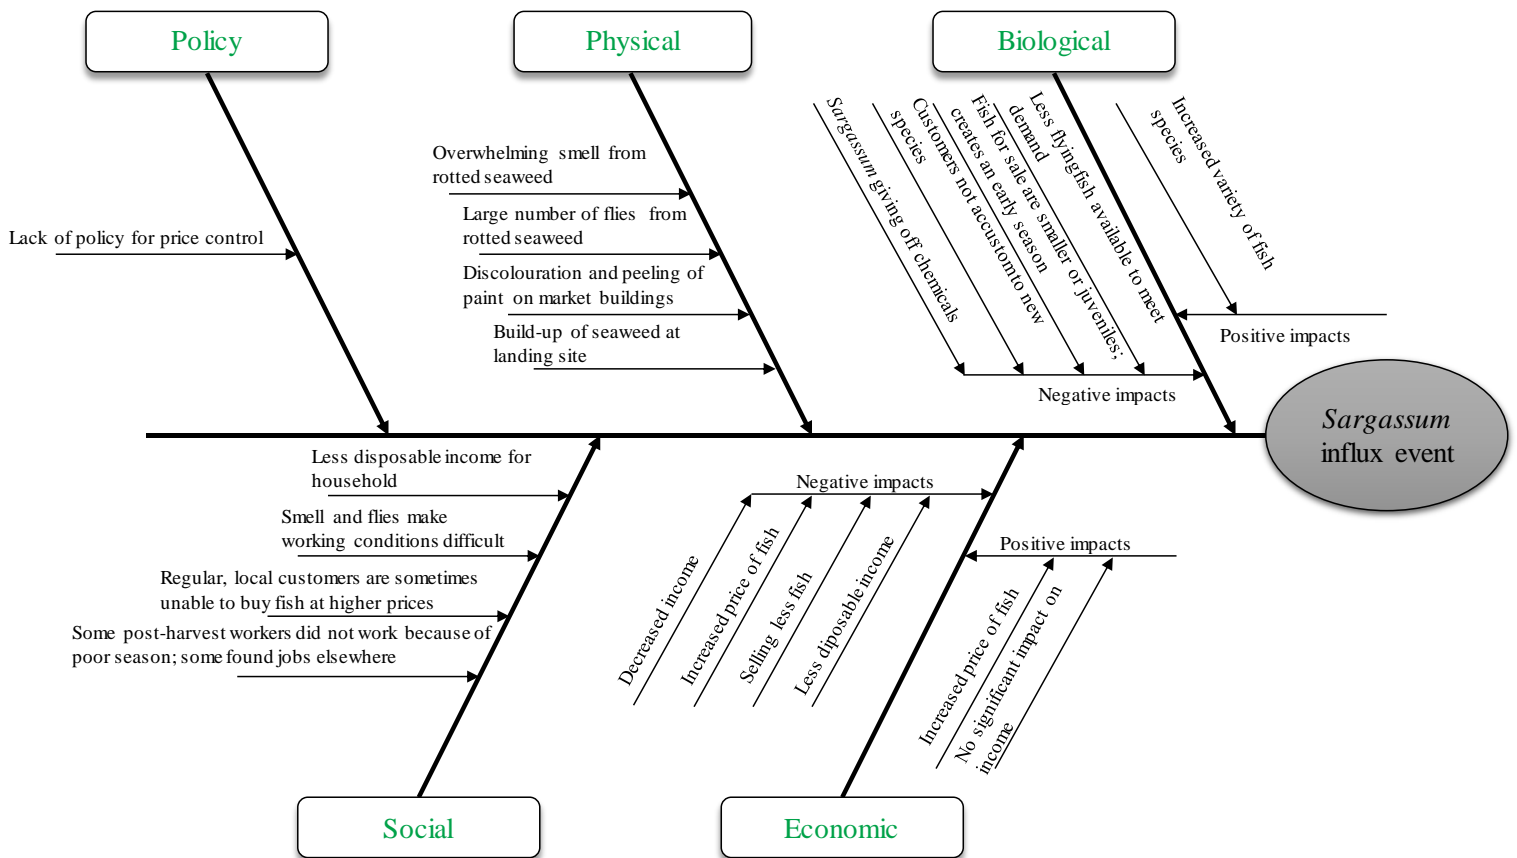 Policy
Physical
Biological
Overwhelming smell from
rotted seaweed
Large number of flies from
rotted seaweed
Discolouration and peeling of
paint on market buildings
Build-up of seaweed at
landing site
Lack of policy for price control
Sargassum giving off chemicals
Customers not accustom to new
species
Fish for sale are smaller or juveniles;
creates an early season
Less flyingfish available to meet
demand
Increased variety of fish
species
Positive impacts
Negative impacts
Sargassum
influx event
Less disposable income for
household
Smell and flies make
working conditions difficult
Regular, local customers are sometimes
unable to buy fish at higher prices
Some post-harvest workers did not work because of
poor season; some found jobs elsewhere
Negative impacts
Decreased income
Increased price of fish
Selling less fish
Less diposable income
Positive impacts
Increased price of fish
No significant impact on
income
Social
Economic